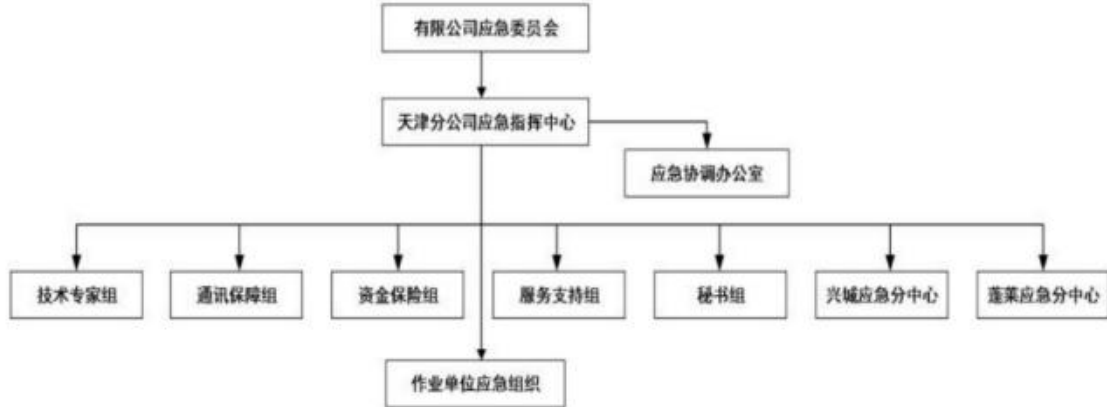 有限公司应急委员会
天津分公司应急指挥中心
应急协调办公室
技术专家组
通讯保障组
资金保险组
服务支持组
秘书组
兴城应急分中心
蓬莱应急分中心
作业单位应急组织